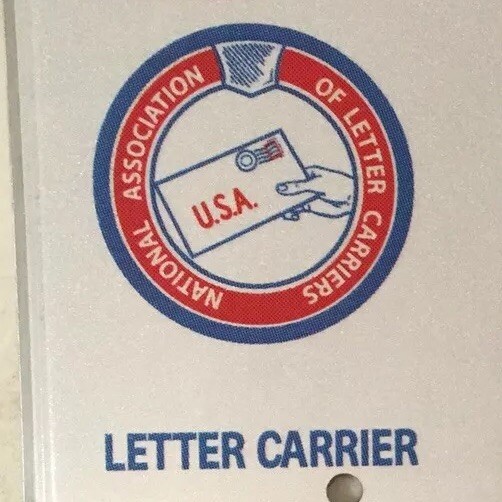 NATIONAL ASSOCIATION OF LETTER CARRIERS
U.S.A.
LETTER CARRIER